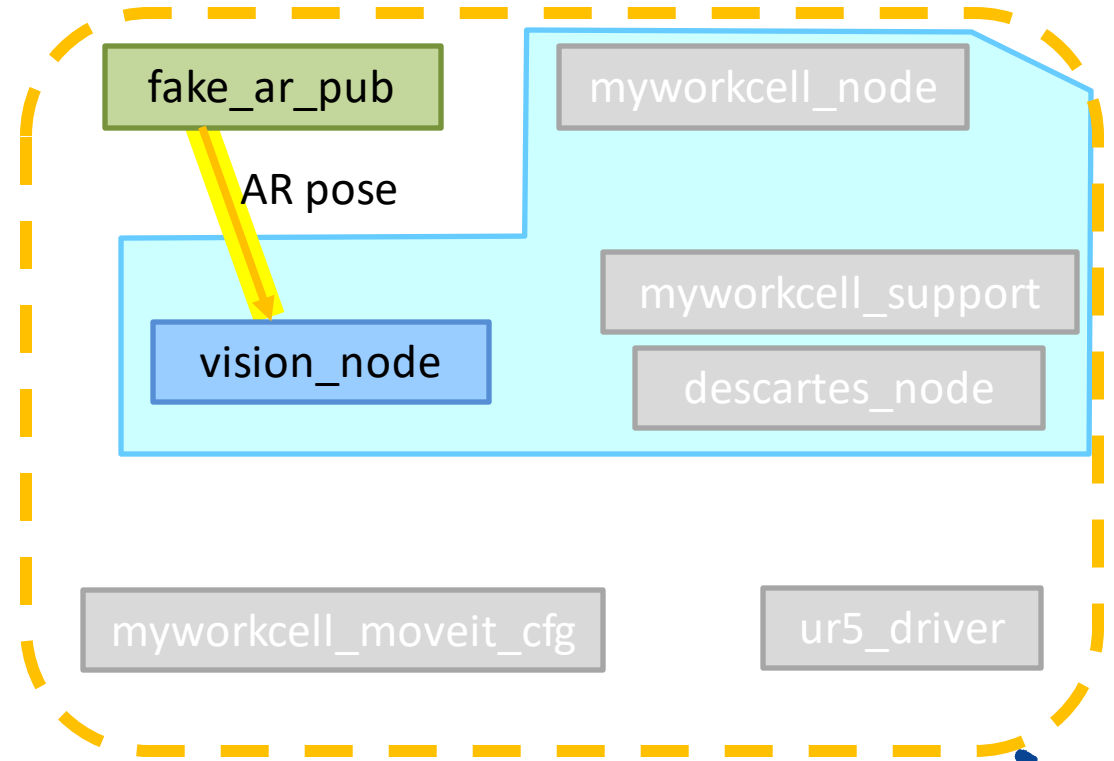 fake_ar_pub
myworkcell_node
AR pose
myworkcell_support
vision_node
descartes_node
myworkcell_moveit_cfg
ur5_driver